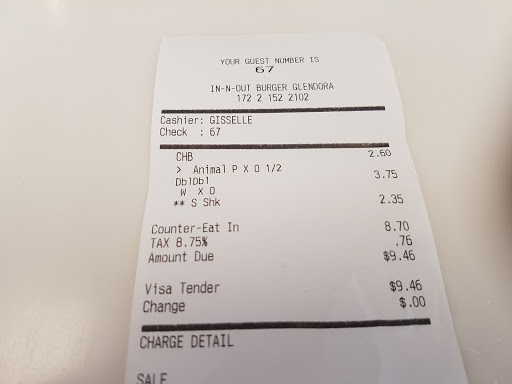 YOUR GUEST NUMBER IS
67
IN-N-OUT BURGER GLENDORA
172 2 152 2102
Cashier: GISSELLE
Check : 67
CHB 2.60
> Animal P X O 1/2
DblDbl 3.75
W X O
** S Shk 2.35
Counter-Eat In 8.70
TAX 8.75% .76
Amount Due $9.46
Visa Tender $9.46
Change $.00
CHARGE DETAIL
SALE